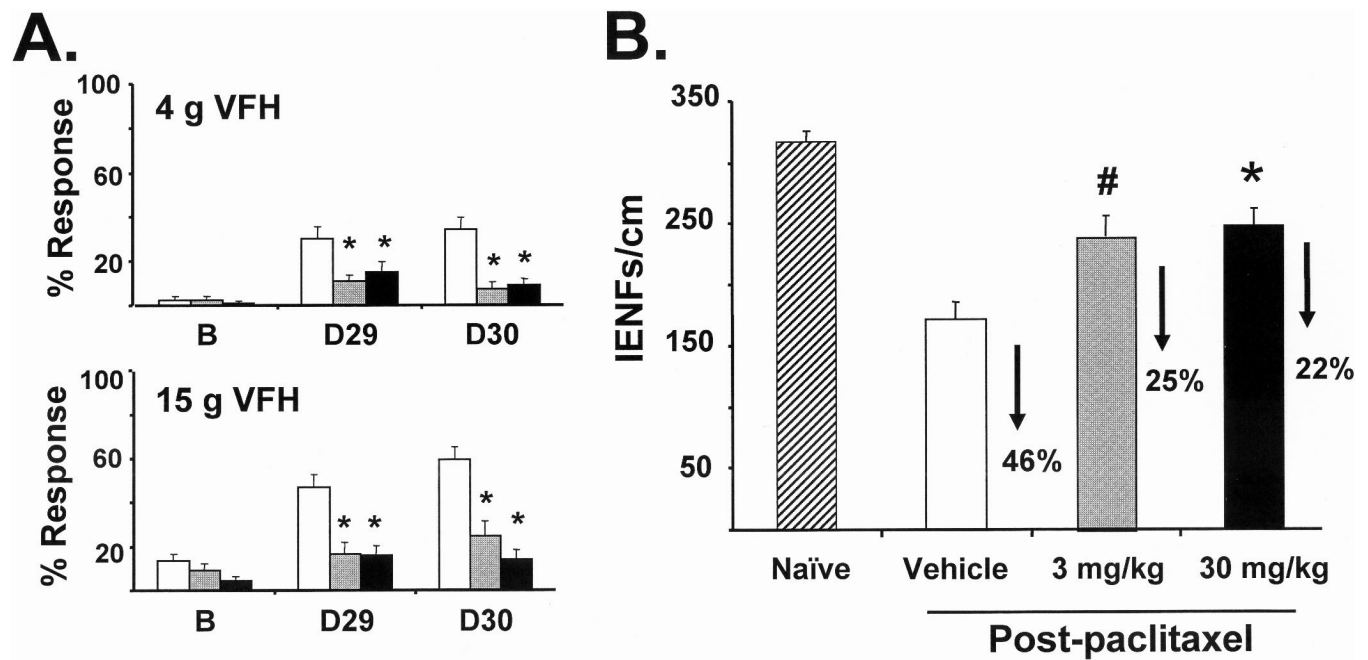 A.
100
60
20
% Response
4 g VFH
* * * *
B D29 D30
100
60
20
% Response
15 g VFH
* * * *
B D29 D30
B.
350
250
150
50
IENFs/cm
# *
46% 25% 22%
Naïve Vehicle 3 mg/kg 30 mg/kg
Post-paclitaxel